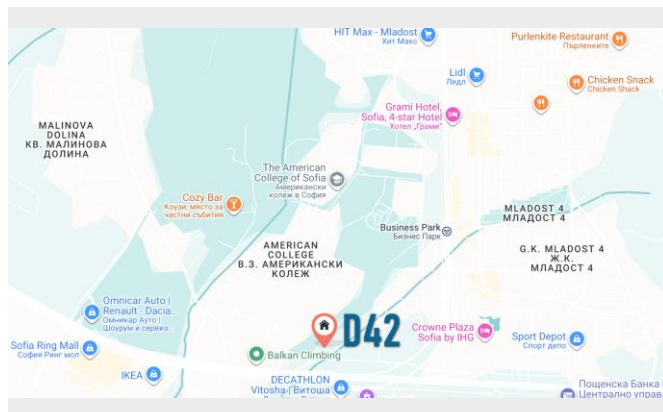 HIT Max - Mladost
Хит Макс
Purlenkite Restaurant
Пърленките
Lidl
Лидл
Chicken Snack
Chicken Shack
Grami Hotel,
Sofia, 4-star Hotel
Хотел „Грами“
MALINOVA
DOLINA
КВ. МАЛИНОВА
ДОЛИНА
The American
College of Sofia
Американски
колеж в София
Cozy Bar
Коузи, място за
частни събития
MLADOST 4
МЛАДОСТ 4
Business Park
Бизнес Парк
AMERICAN
COLLEGE
В.З. АМЕРИКАНСКИ
КОЛЕЖ
G.K. MLADOST 4
Ж.К.
МЛАДОСТ 4
Omnicar Auto |
Renault - Dacia...
Омникар Ауто |
Шоурум и сервиз...
D42
Crowne Plaza
Sofia by IHG
Sport Depot
Спорт депо
Sofia Ring Mall
София Ринг мол
Balkan Climbing
IKEA
DECATHLON
Vitosha | Витоша
Пощенска Банка
Централно управ